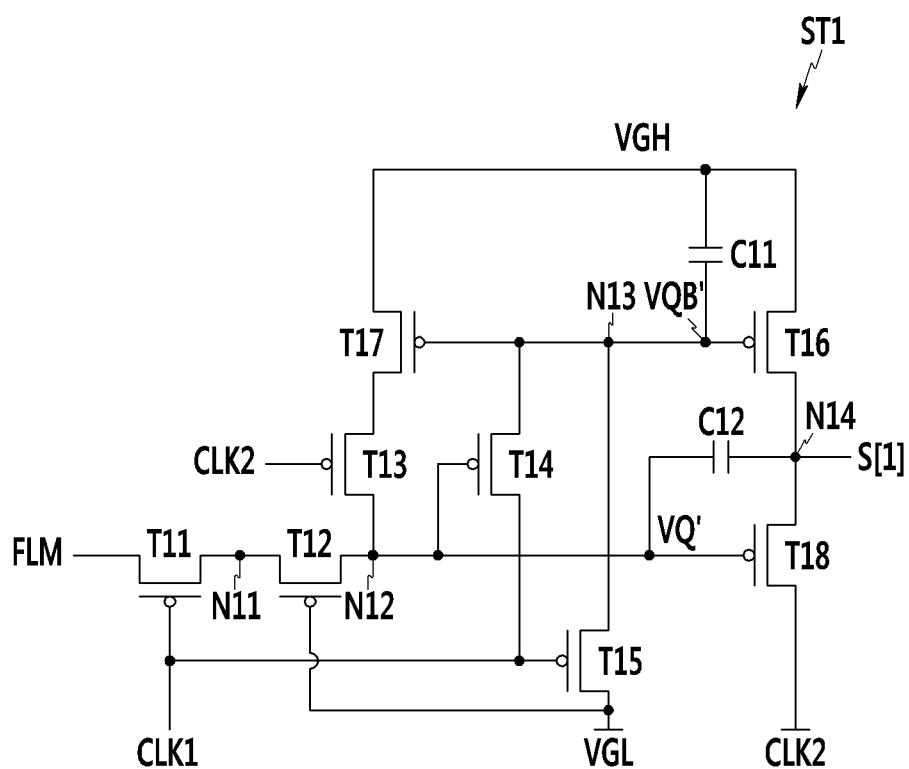 ST1
VGH
C11
N13 VQB'
T17
T16
C12
N14
CLK2
T13
T14
S[1]
FLM
T11
T12
VQ'
T18
N11
N12
T15
CLK1
VGL
CLK2